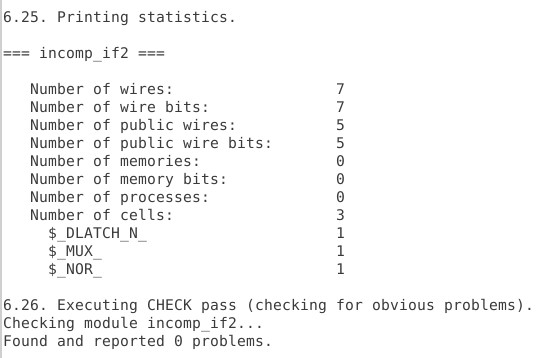 6.25. Printing statistics.

=== incomp_if2 ===

   Number of wires:                  7
   Number of wire bits:              7
   Number of public wires:           5
   Number of public wire bits:       5
   Number of memories:               0
   Number of memory bits:            0
   Number of processes:              0
   Number of cells:                  3
     $_DLATCH_N_                     1
     $_MUX_                          1
     $_NOR_                          1

6.26. Executing CHECK pass (checking for obvious problems).
Checking module incomp_if2...
Found and reported 0 problems.